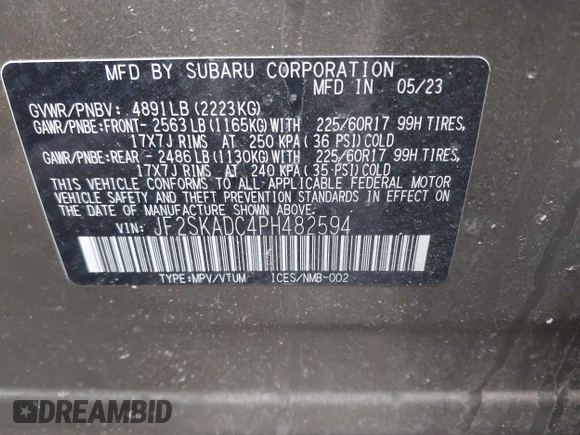 MFD BY SUBARU CORPORATION
MFD IN 05/23
GVWR/PNBV: 4891LB(2223KG)
GAWR/PNBE:FRONT- 2563LB(1165KG)WITH 225/60R17 99H TIRES,
17X7J RIMS AT 250 KPA(36 PSI)COLD
GAWR/PNBE:REAR - 2486LB(1130KG)WITH 225/60R17 99H TIRES,
17X7J RIMS AT 240 KPA(35 PSI)COLD
THIS VEHICLE CONFORMS TO ALL APPLICABLE FEDERAL MOTOR
VEHICLE SAFETY AND THEFT PREVENTION STANDARDS IN EFFECT ON
THE DATE OF MANUFACTURE SHOWN ABOVE.
VIN: JF2SKADC4PH482594
TYPE:MPV/VTUM ICES/NMB-002
DREAMBID